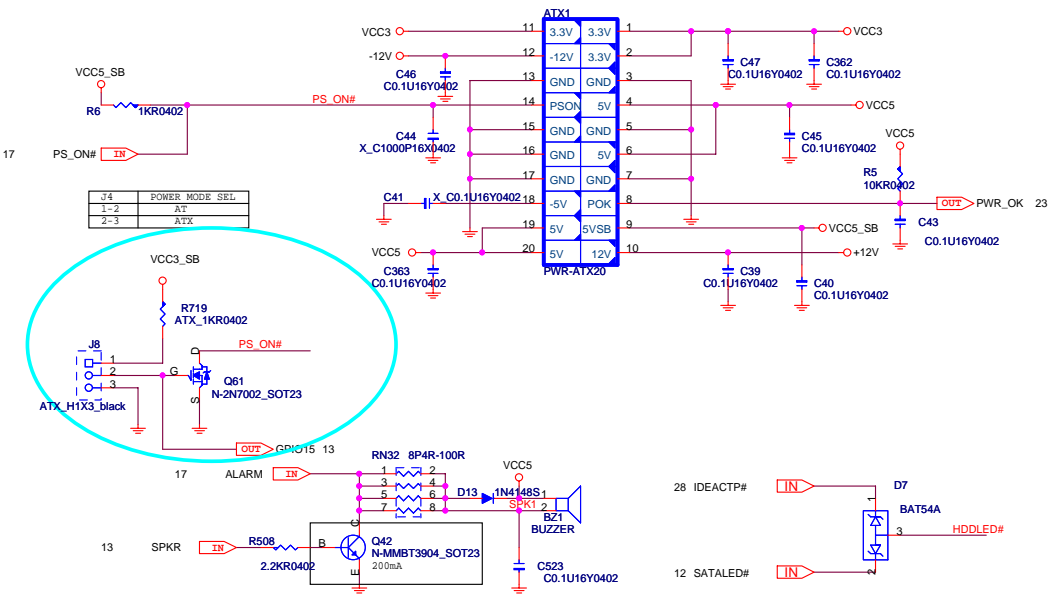 ATX1
VCC3 11 3.3V 3.3V 1 VCC3
-12V 12 -12V 3.3V 2
C46
C0.1U16Y0402
C47
C0.1U16Y0402
C362
C0.1U16Y0402
13 GND GND 3
VCC5_SB
R6 1KR0402
PS_ON# 14 PSON 5V 4 VCC5
17 PS_ON# IN
C44
X_C1000P16X0402
15 GND GND 5
16 GND 5V 6
C45
C0.1U16Y0402
VCC5
17 GND GND 7
R5
10KR0402
C41 X_C0.1U16Y0402 18 -5V POK 8 OUT PWR_OK 23
C43
C0.1U16Y0402
19 5V 5VSB 9 VCC5_SB
VCC5 20 5V 12V 10 +12V
PWR-ATX20
C363
C0.1U16Y0402
C39
C0.1U16Y0402
C40
C0.1U16Y0402
J4 POWER MODE SEL
1-2 AT
2-3 ATX
VCC3_SB
R719
ATX_1KR0402
J8
1
2
3
ATX_H1X3_black
PS_ON#
D
G
S
Q61
N-2N7002_SOT23
OUT GPIO15 13
17 ALARM IN
RN32 8P4R-100R
1 2
3 4
5 6
7 8
VCC5
D13 1N4148S 1
SPK1 2
BZ1
BUZZER
13 SPKR IN
R508
2.2KR0402
C
B
E
Q42
N-MMBT3904_SOT23
200mA
C523
C0.1U16Y0402
28 IDEACTP# IN
D7
1
BAT54A
3 HDDLED#
2
12 SATALED# IN